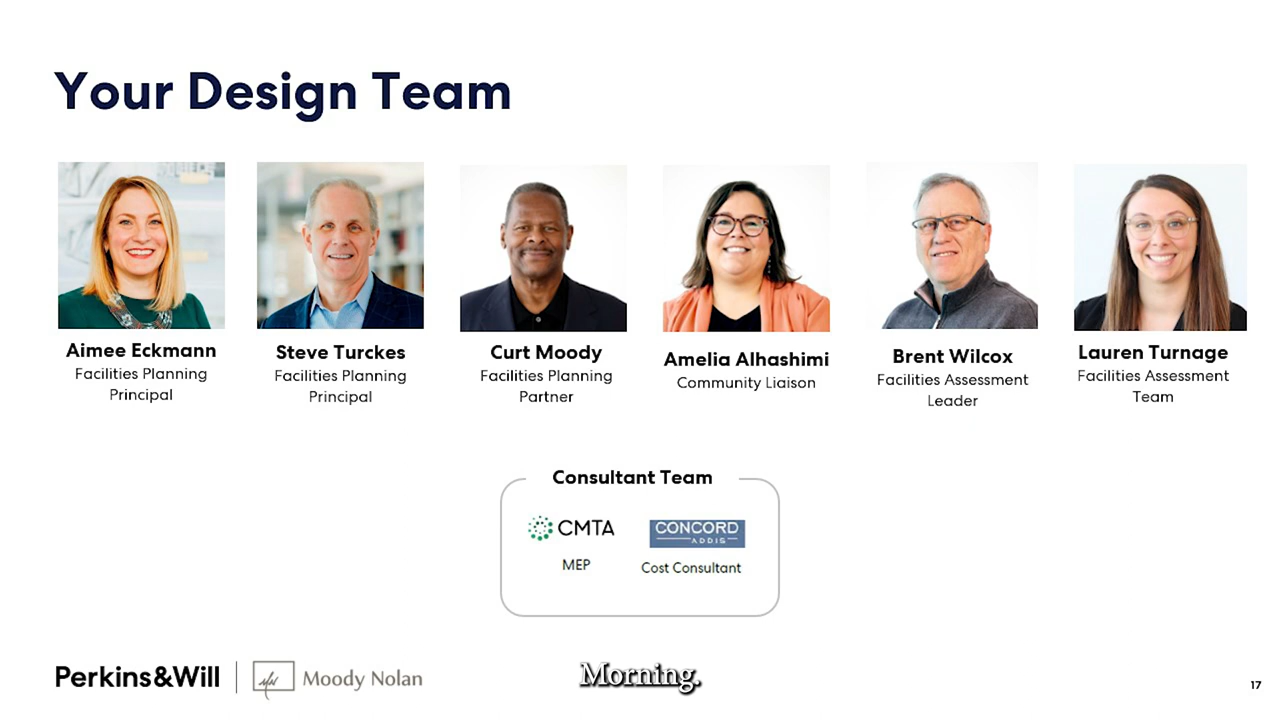 Your Design Team
Aimee Eckmann
Facilities Planning
Principal
Steve Turckes
Facilities Planning
Principal
Curt Moody
Facilities Planning
Partner
Amelia Alhashimi
Community Liaison
Brent Wilcox
Facilities Assessment
Leader
Lauren Turnage
Facilities Assessment
Team
Consultant Team
CMTA
MEP
CONCORD
ADDIS
Cost Consultant
Perkins&Will
Moody Nolan
Morning.
17